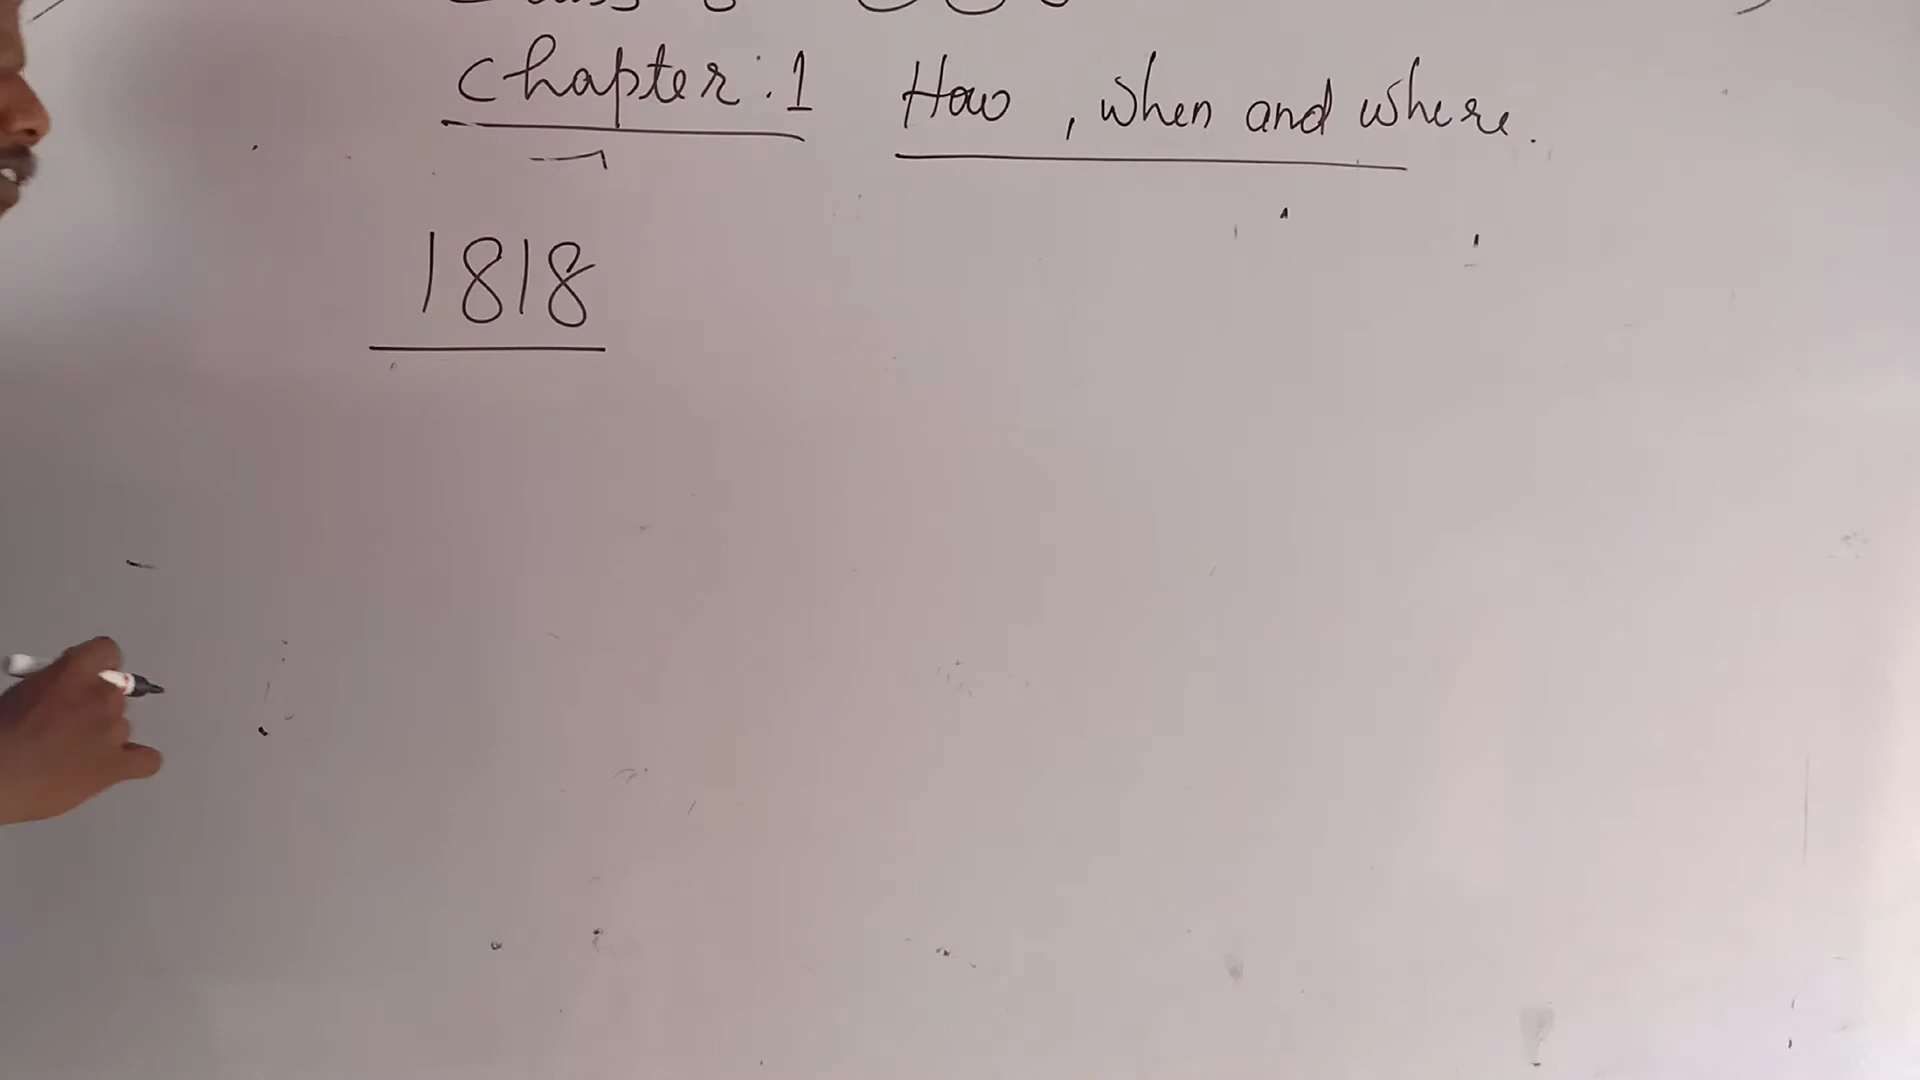 Chapter : 1 How , when and where .
1818